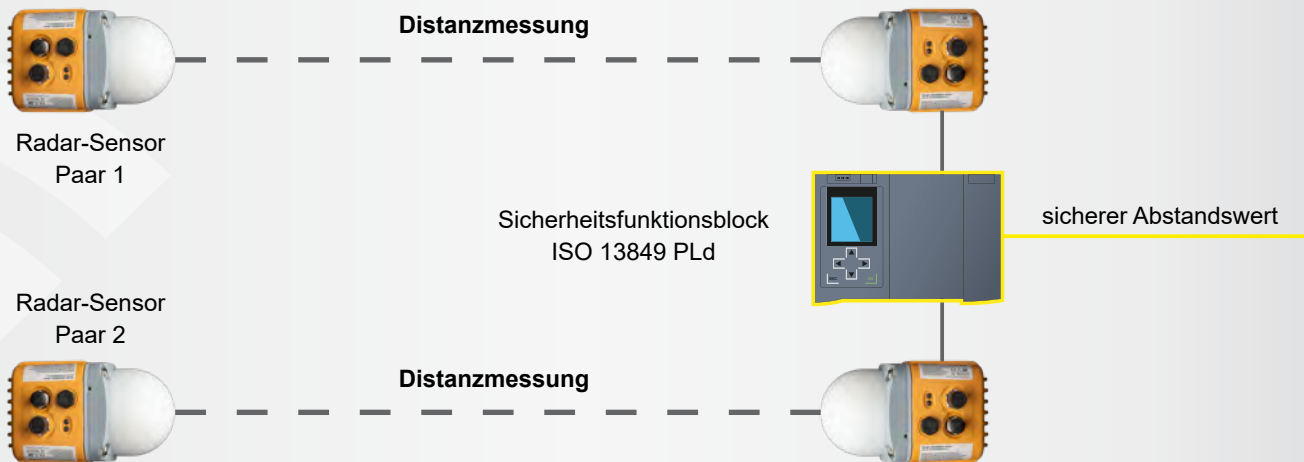 Distanzmessung
Radar-Sensor
Paar 1
Sicherheitsfunktionsblock
ISO 13849 PLd
sicherer Abstandswert
Radar-Sensor
Paar 2
Distanzmessung